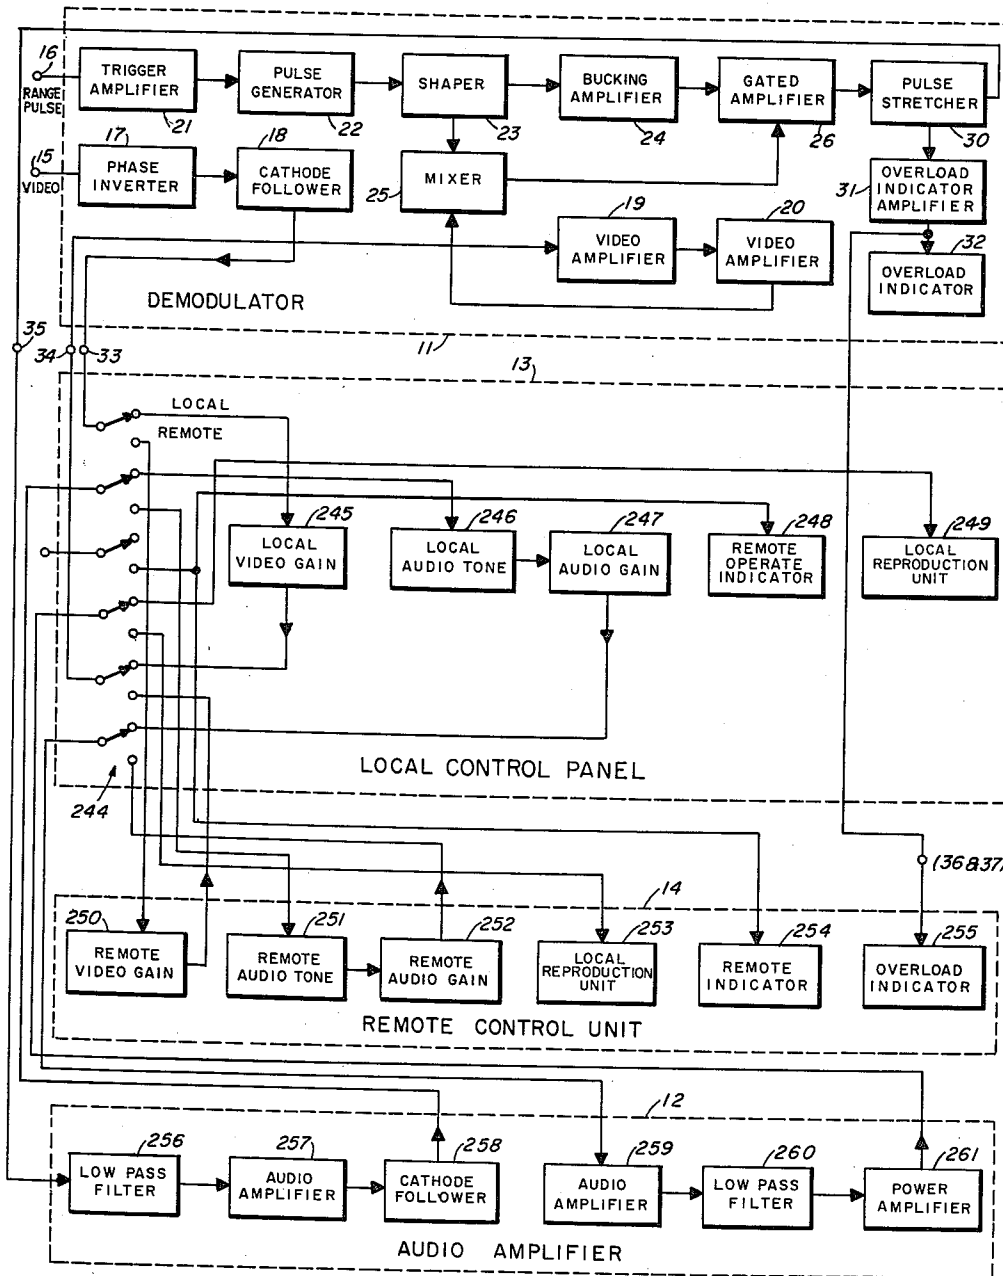 16
RANGE
PULSE
TRIGGER
AMPLIFIER
21
PULSE
GENERATOR
22
SHAPER
23
BUCKING
AMPLIFIER
24
GATED
AMPLIFIER
26
PULSE
STRETCHER
30
15
VIDEO
17
PHASE
INVERTER
18
CATHODE
FOLLOWER
25
MIXER
19
VIDEO
AMPLIFIER
20
VIDEO
AMPLIFIER
31
OVERLOAD
INDICATOR
AMPLIFIER
32
OVERLOAD
INDICATOR
DEMODULATOR
11
35
34
33
13
LOCAL
REMOTE
245
LOCAL
VIDEO GAIN
246
LOCAL
AUDIO TONE
247
LOCAL
AUDIO GAIN
248
REMOTE
OPERATE
INDICATOR
249
LOCAL
REPRODUCTION
UNIT
244
LOCAL CONTROL PANEL
(36 & 37)
14
250
REMOTE
VIDEO GAIN
251
REMOTE
AUDIO TONE
252
REMOTE
AUDIO GAIN
253
LOCAL
REPRODUCTION
UNIT
254
REMOTE
INDICATOR
255
OVERLOAD
INDICATOR
REMOTE CONTROL UNIT
12
256
LOW PASS
FILTER
257
AUDIO
AMPLIFIER
258
CATHODE
FOLLOWER
259
AUDIO
AMPLIFIER
260
LOW PASS
FILTER
261
POWER
AMPLIFIER
AUDIO AMPLIFIER